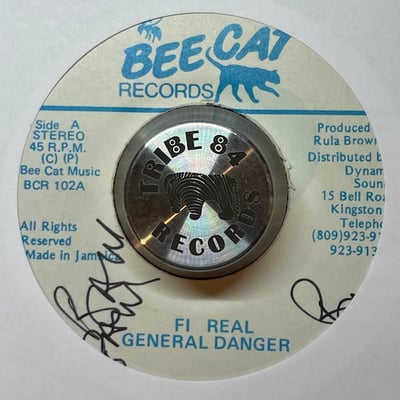 BEE CAT
RECORDS
Side A
STEREO
45 R.P.M.
(C) (P)
Bee Cat Music
BCR 102A
All Rights
Reserved
Made in Jamaica
Produced
Rula Brown
Distributed b
Dynam
Soun
15 Bell Roa
Kingston
Telepho
(809)923-91
923-913
TRIBE 84
RECORDS
FI REAL
GENERAL DANGER